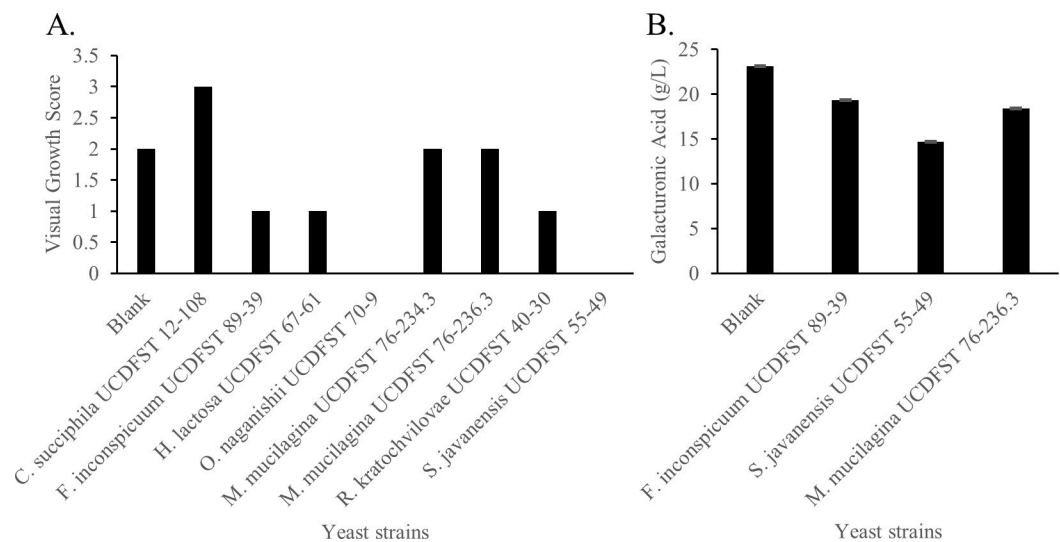 A.
Visual Growth Score
3.5
3
2.5
2
1.5
1
0.5
0
Blank
C. succiphila UCDFST 12-108
F. inconspicuum UCDFST 89-39
H. lactosa UCDFST 67-61
O. naganishii UCDFST 70-9
M. mucilagina UCDFST 76-234.3
M. mucilagina UCDFST 76-236.3
R. kratochvilovae UCDFST 40-30
S. javanensis UCDFST 55-49
Yeast strains
B.
Galacturonic Acid (g/L)
25
20
15
10
5
0
Blank
F. inconspicuum UCDFST 89-39
S. javanensis UCDFST 55-49
M. mucilagina UCDFST 76-236.3
Yeast strains